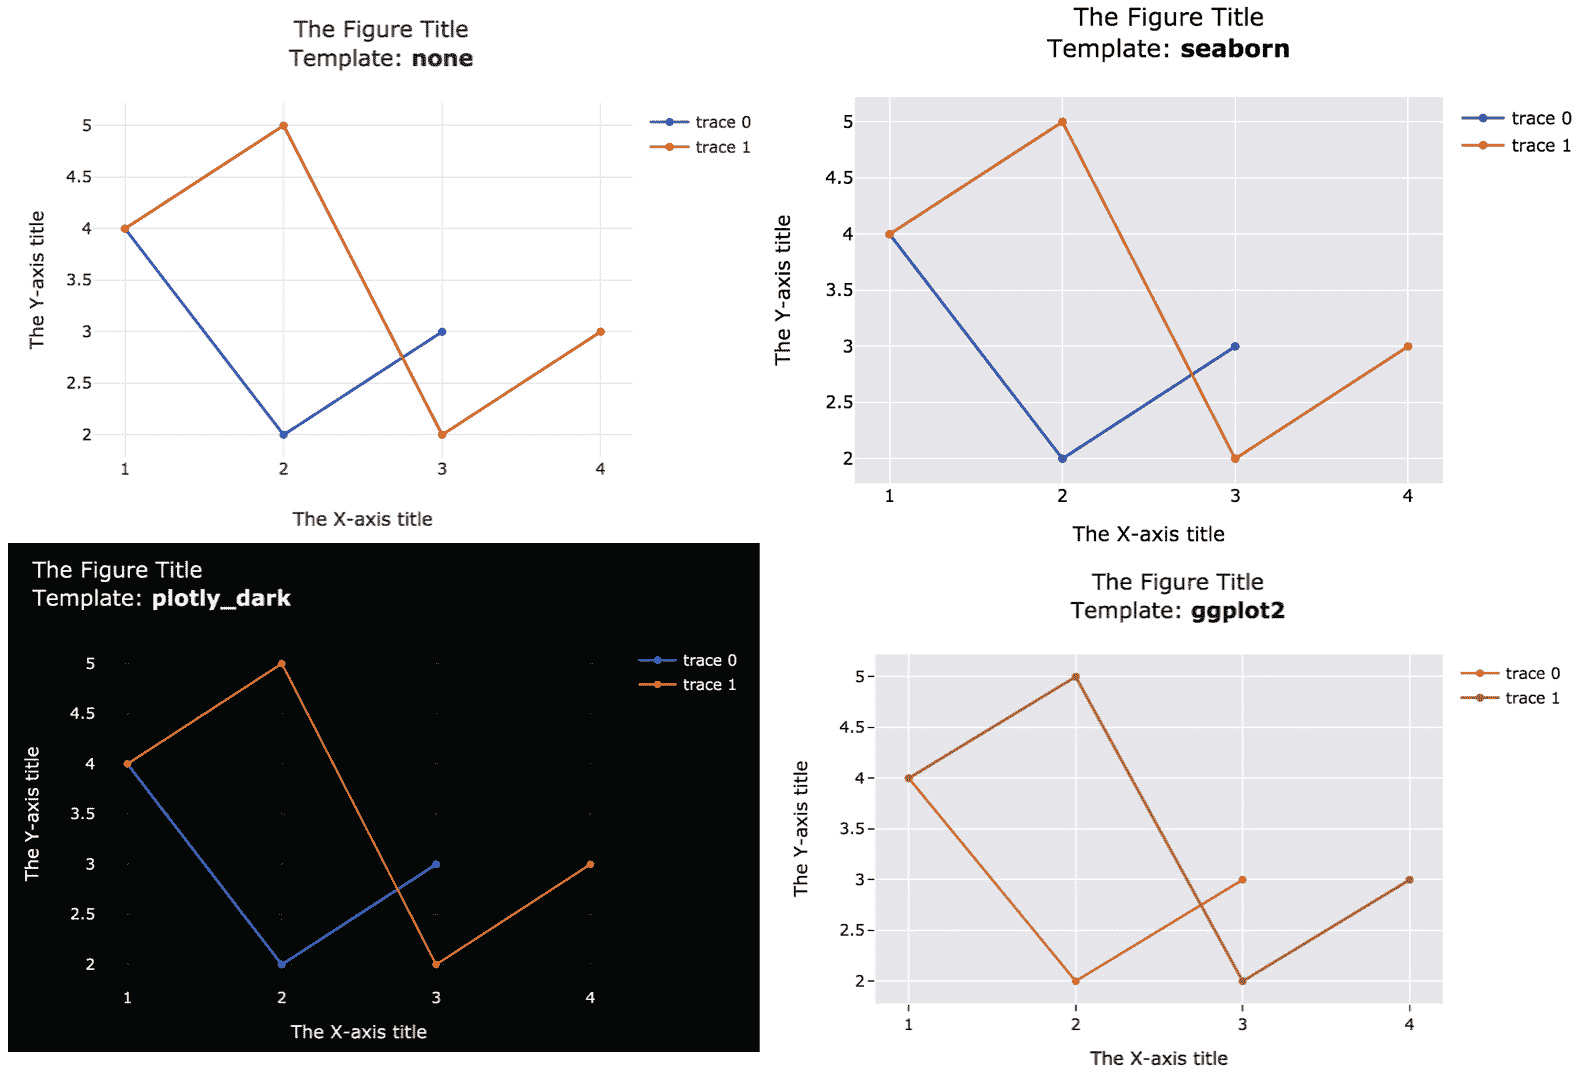 The Figure Title
Template: none
5
4.5
4
3.5
3
2.5
2
The Y-axis title
1 2 3 4
The X-axis title
trace 0
trace 1
The Figure Title
Template: seaborn
5
4.5
4
3.5
3
2.5
2
The Y-axis title
1 2 3 4
The X-axis title
trace 0
trace 1
The Figure Title
Template: plotly_dark
5
4.5
4
3.5
3
2.5
2
The Y-axis title
1 2 3 4
The X-axis title
trace 0
trace 1
The Figure Title
Template: ggplot2
5
4.5
4
3.5
3
2.5
2
The Y-axis title
1 2 3 4
The X-axis title
trace 0
trace 1